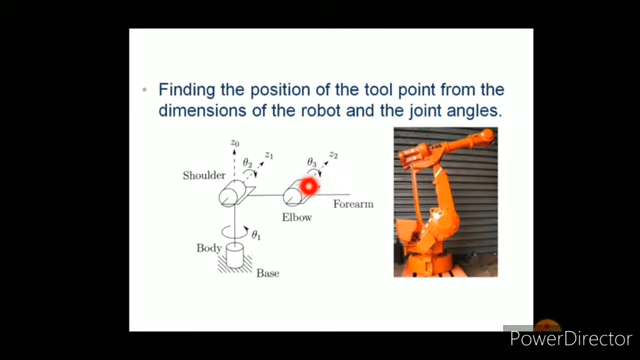 • Finding the position of the tool point from the
dimensions of the robot and the joint angles.
z₀
θ₂
z₁
θ₃
z₂
Shoulder
Forearm
Elbow
θ₁
Body
Base
PowerDirector